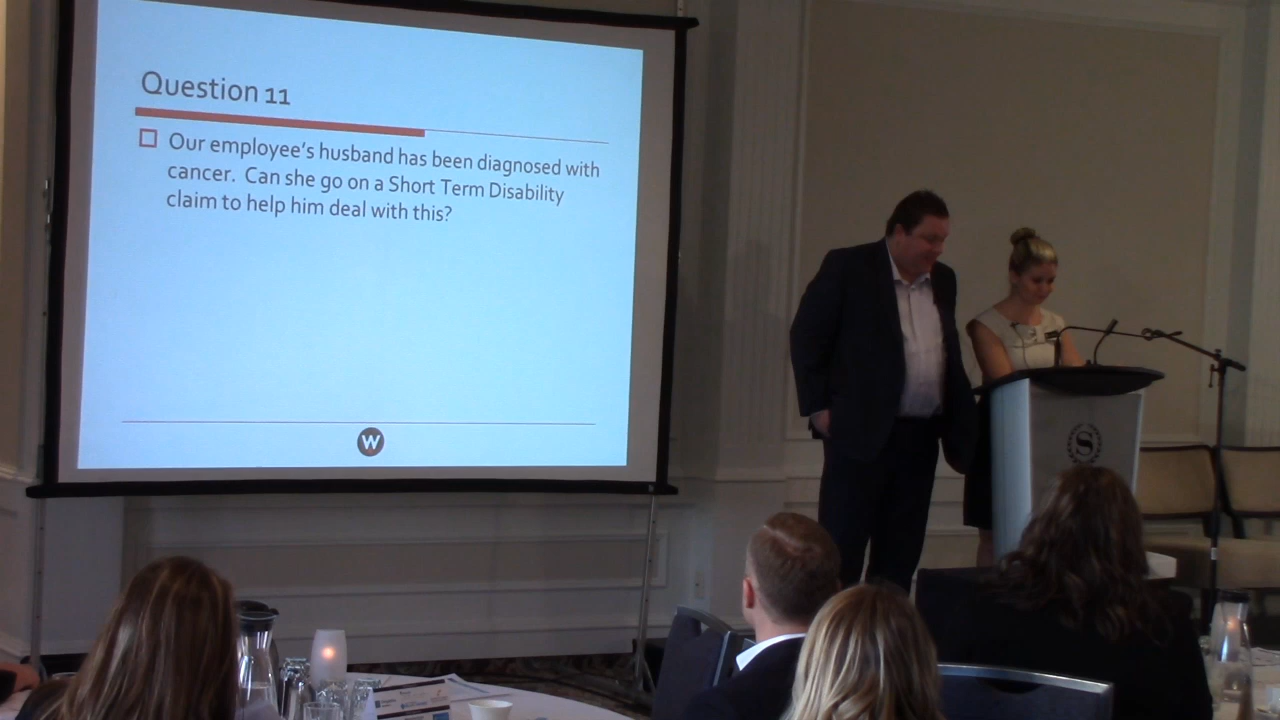 Question 11
Our employee's husband has been diagnosed with
cancer. Can she go on a Short Term Disability
claim to help him deal with this?
W
S